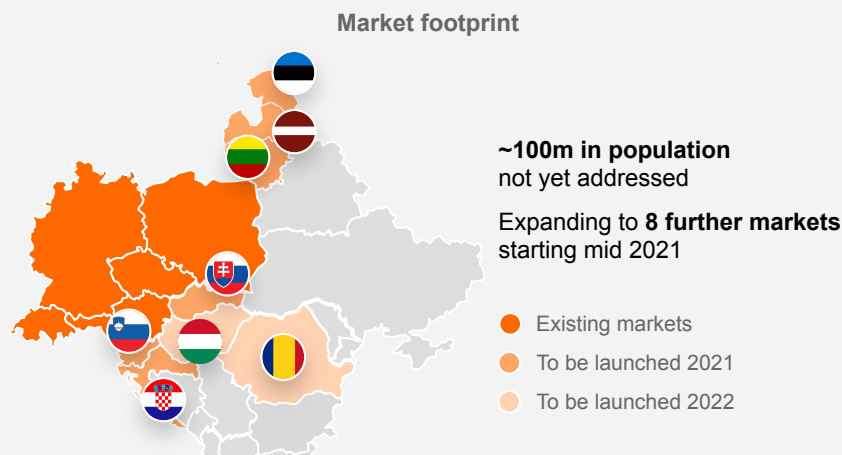 Market footprint
~100m in population
not yet addressed
Expanding to 8 further markets
starting mid 2021
Existing markets
To be launched 2021
To be launched 2022